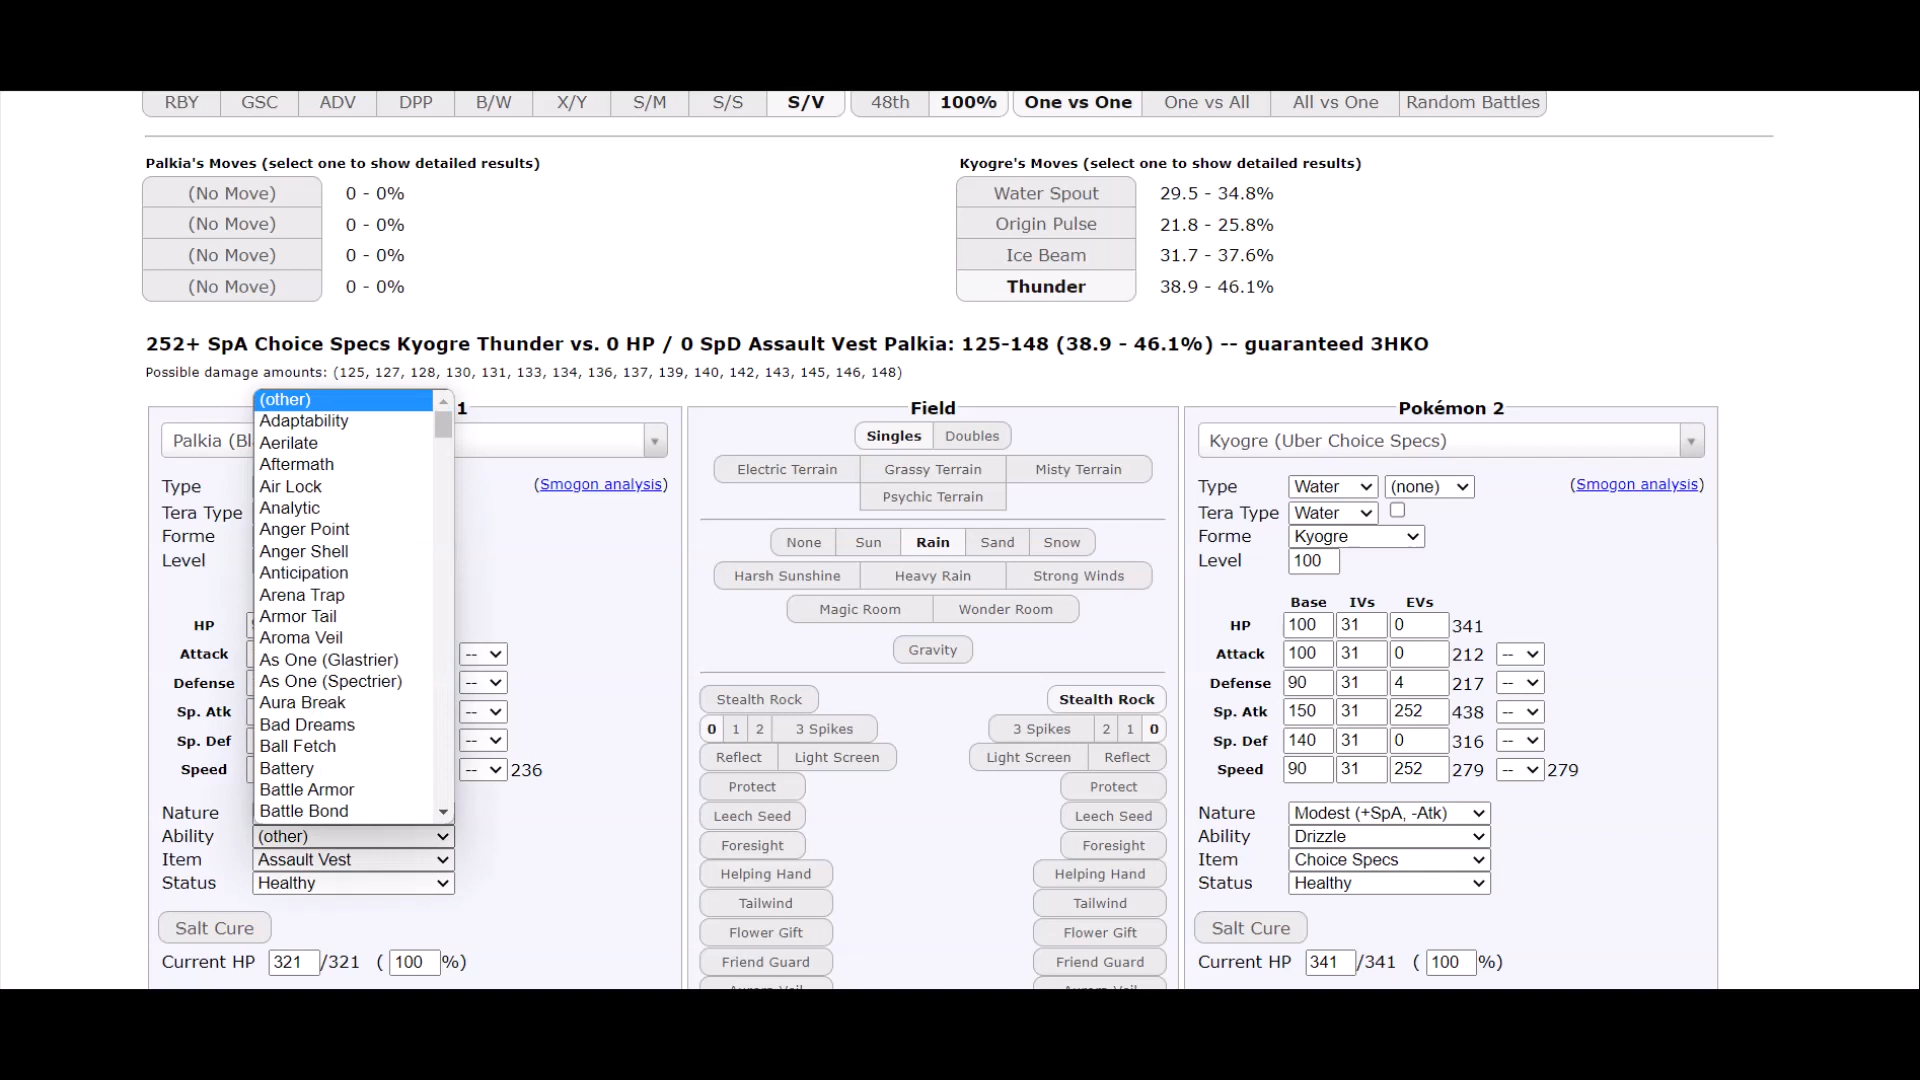 RBY GSC ADV DPP B/W X/Y S/M S/S S/V 48th 100% One vs One One vs All All vs One Random Battles
Palkia's Moves (select one to show detailed results)
(No Move) 0 - 0%
(No Move) 0 - 0%
(No Move) 0 - 0%
(No Move) 0 - 0%
Kyogre's Moves (select one to show detailed results)
Water Spout 29.5 - 34.8%
Origin Pulse 21.8 - 25.8%
Ice Beam 31.7 - 37.6%
Thunder 38.9 - 46.1%
252+ SpA Choice Specs Kyogre Thunder vs. 0 HP / 0 SpD Assault Vest Palkia: 125-148 (38.9 - 46.1%) -- guaranteed 3HKO
Possible damage amounts: (125, 127, 128, 130, 131, 133, 134, 136, 137, 139, 140, 142, 143, 145, 146, 148)
1
Palkia (Bl
Type (Smogon analysis)
Tera Type
Forme
Level
HP
Attack --
Defense --
Sp. Atk --
Sp. Def --
Speed -- 236
Nature
Ability (other)
Item Assault Vest
Status Healthy
Salt Cure
Current HP 321 /321 ( 100 %)
(other)
Adaptability
Aerilate
Aftermath
Air Lock
Analytic
Anger Point
Anger Shell
Anticipation
Arena Trap
Armor Tail
Aroma Veil
As One (Glastrier)
As One (Spectrier)
Aura Break
Bad Dreams
Ball Fetch
Battery
Battle Armor
Battle Bond
Field
Singles Doubles
Electric Terrain Grassy Terrain Misty Terrain
Psychic Terrain
None Sun Rain Sand Snow
Harsh Sunshine Heavy Rain Strong Winds
Magic Room Wonder Room
Gravity
Stealth Rock Stealth Rock
0 1 2 3 Spikes 3 Spikes 2 1 0
Reflect Light Screen Light Screen Reflect
Protect Protect
Leech Seed Leech Seed
Foresight Foresight
Helping Hand Helping Hand
Tailwind Tailwind
Flower Gift Flower Gift
Friend Guard Friend Guard
Aurora Veil Aurora Veil
Pokémon 2
Kyogre (Uber Choice Specs)
Type Water (none) (Smogon analysis)
Tera Type Water
Forme Kyogre
Level 100
Base IVs EVs
HP 100 31 0 341
Attack 100 31 0 212 --
Defense 90 31 4 217 --
Sp. Atk 150 31 252 438 --
Sp. Def 140 31 0 316 --
Speed 90 31 252 279 -- 279
Nature Modest (+SpA, -Atk)
Ability Drizzle
Item Choice Specs
Status Healthy
Salt Cure
Current HP 341 /341 ( 100 %)